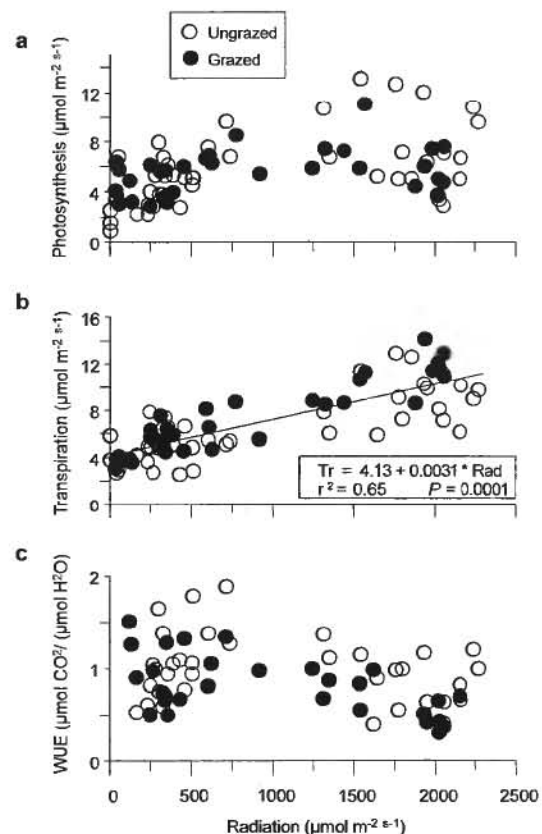 Ungrazed
Grazed
a
Photosynthesis (µmol m⁻² s⁻¹)
12
8
4
0
b
Transpiration (µmol m⁻² s⁻¹)
16
12
8
4
0
Tr = 4.13 + 0.0031 * Rad
r² = 0.65 P = 0.0001
c
WUE (µmol CO²/ (µmol H²O)
2
1
0
0 500 1000 1500 2000 2500
Radiation (µmol m⁻² s⁻¹)